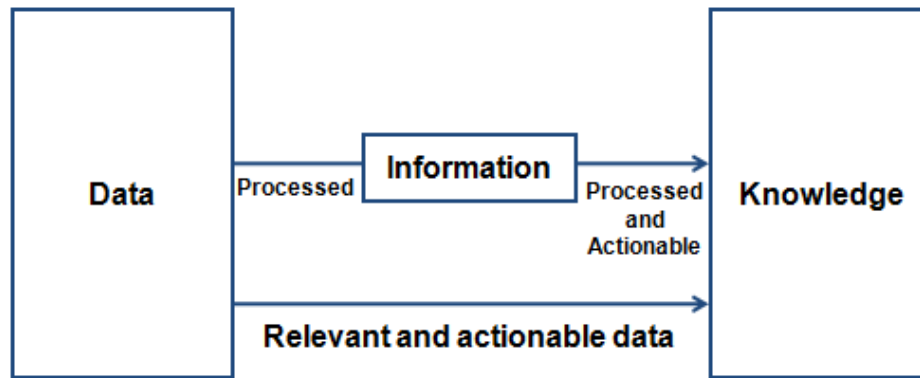 Data
Processed
Information
Processed
and
Actionable
Knowledge
Relevant and actionable data